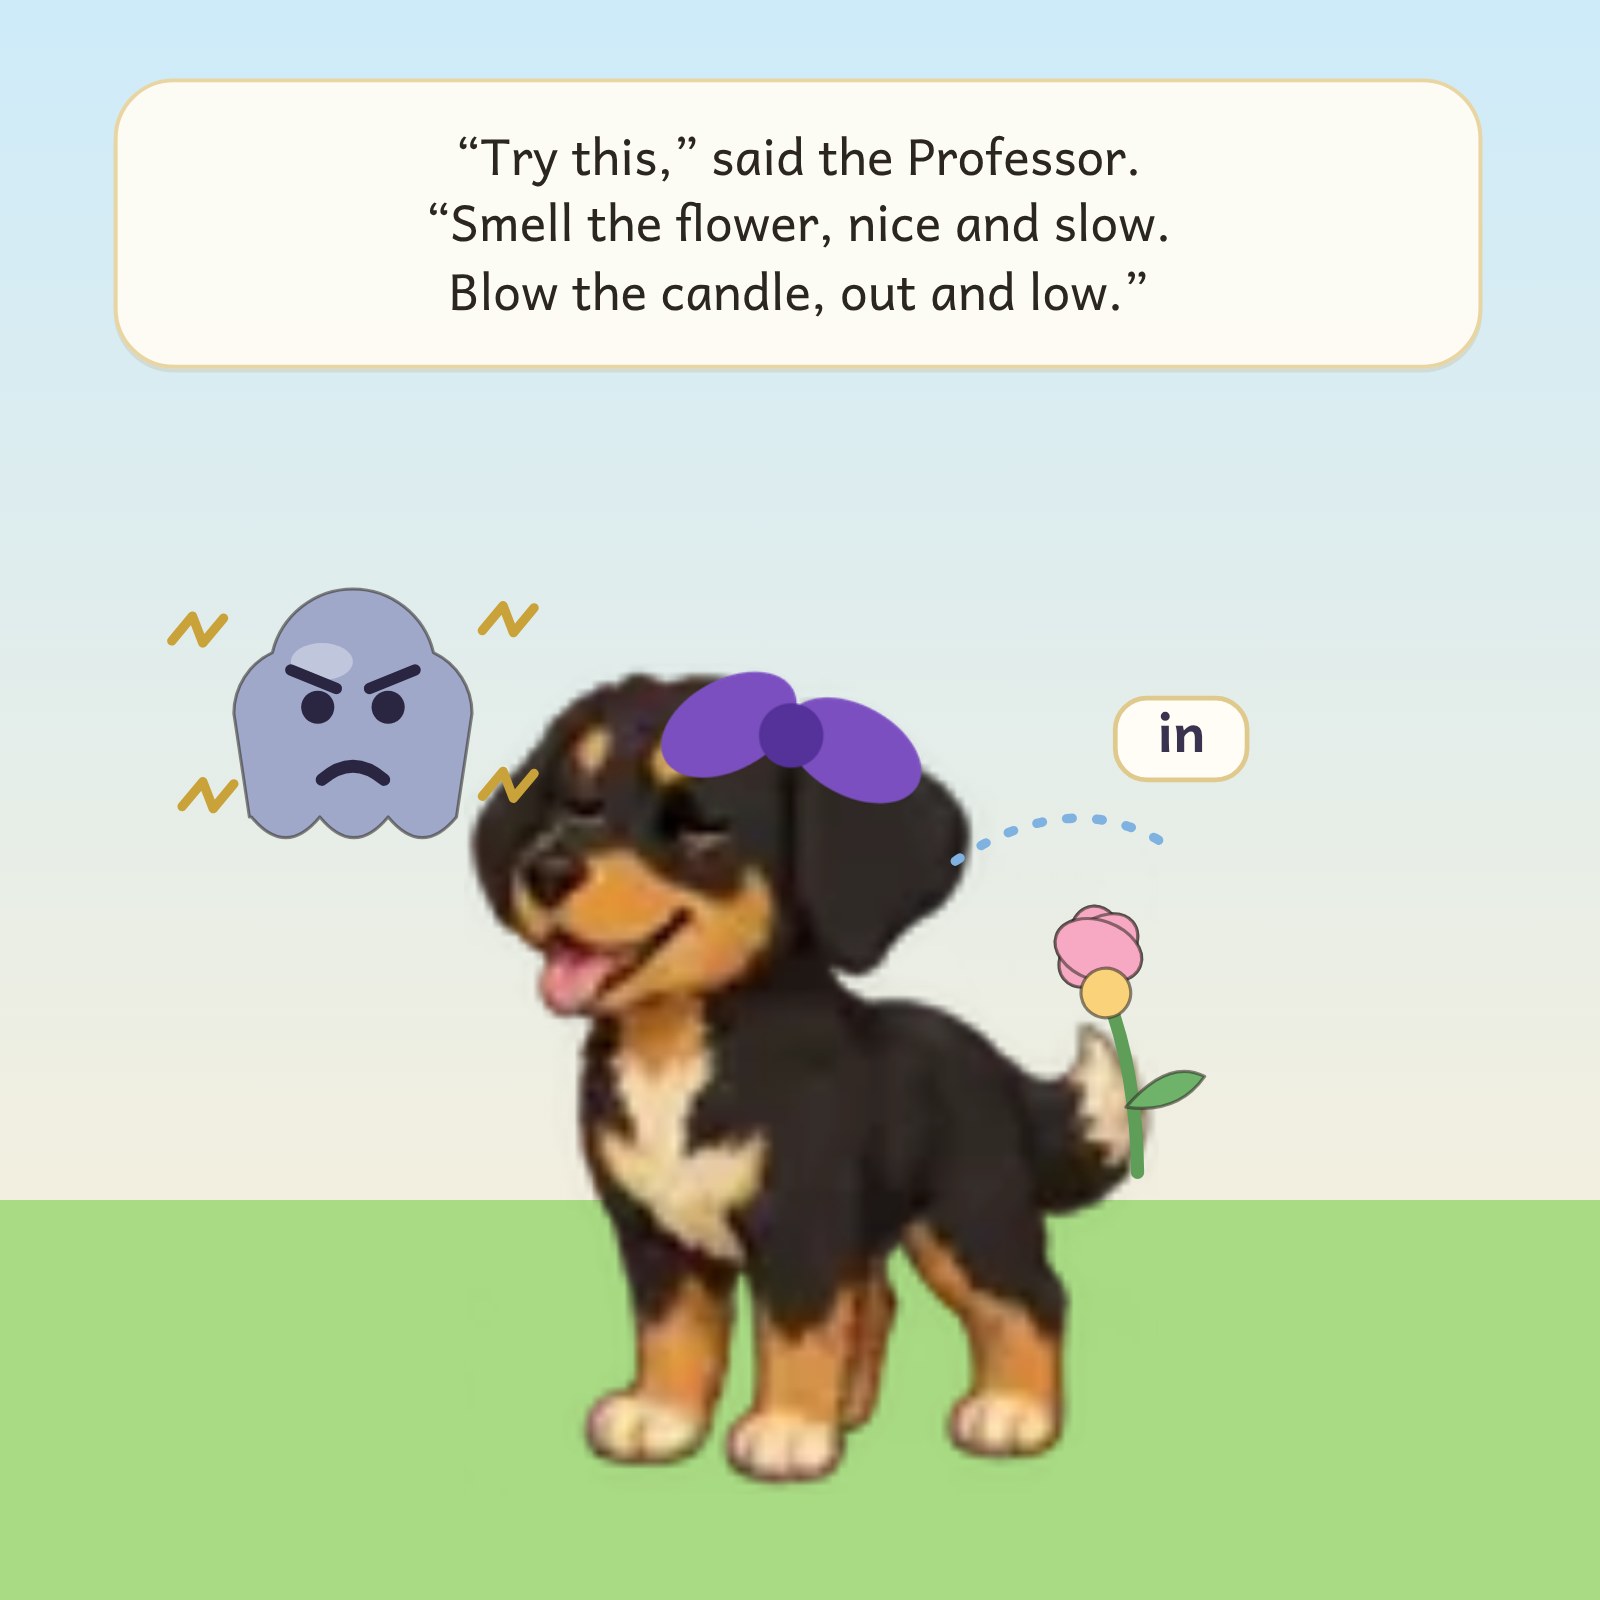 “Try this,” said the Professor.
“Smell the flower, nice and slow.
Blow the candle, out and low.”
in